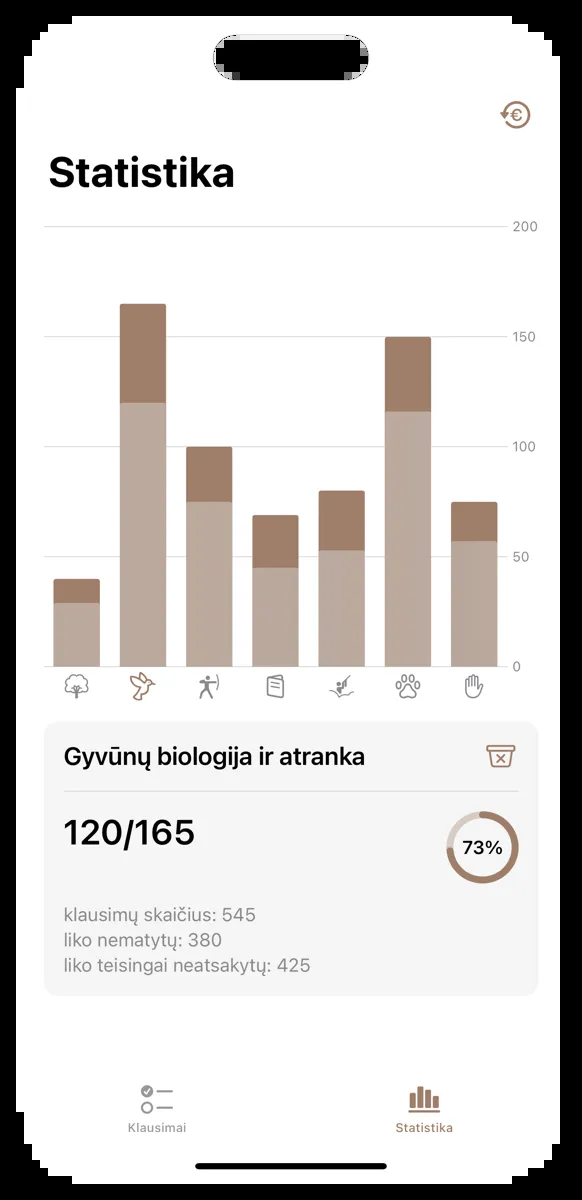 €
Statistika
200
150
100
50
0
Gyvūnų biologija ir atranka
120/165
73%
klausimų skaičius: 545
liko nematytų: 380
liko teisingai neatsakytų: 425
Klausimai
Statistika